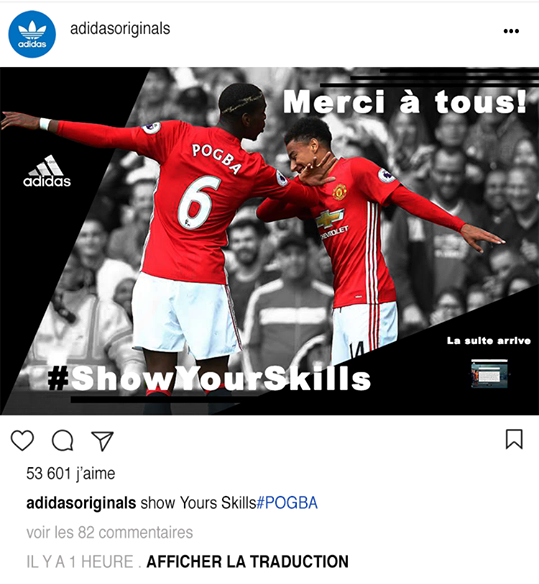 adidas
adidasoriginals
Merci à tous!
adidas
POGBA
6
CHEVROLET
La suite arrive
14
#ShowYourSkills
53 601 j'aime
adidasoriginals show Yours Skills#POGBA
voir les 82 commentaires
IL Y A 1 HEURE . AFFICHER LA TRADUCTION